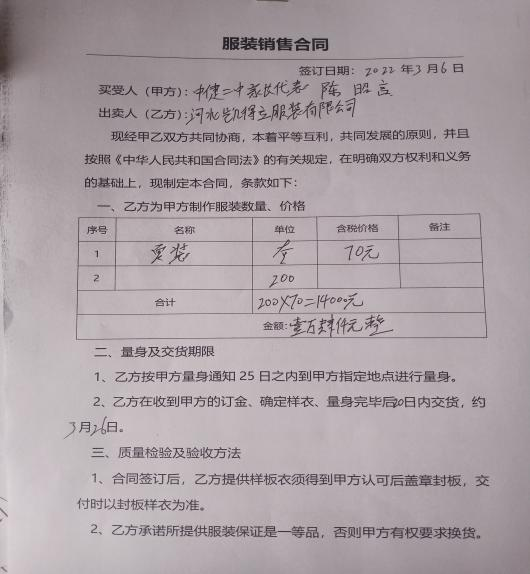 服装销售合同
签订日期：2022年3月6日
买受人（甲方）：中健二中家长代表 陈昭言
出卖人（乙方）：河北凯得立服装有限公司
现经甲乙双方共同协商，本着平等互利，共同发展的原则，并且
按照《中华人民共和国合同法》的有关规定，在明确双方权利和义务
的基础上，现制定本合同，条款如下：
一、乙方为甲方制作服装数量、价格
序号 名称 单位 含税价格 备注
1 夏装 套 70元
2 200
合计 200×70=14000元
金额：壹万肆仟元整
二、量身及交货期限
1、乙方按甲方量身通知 25 日之内到甲方指定地点进行量身。
2、乙方在收到甲方的订金、确定样衣、量身完毕后20日内交货，约
3月26日。
三、质量检验及验收方法
1、合同签订后，乙方提供样板衣须得到甲方认可后盖章封板，交
付时以封板样衣为准。
2、乙方承诺所提供服装保证是一等品，否则甲方有权要求换货。